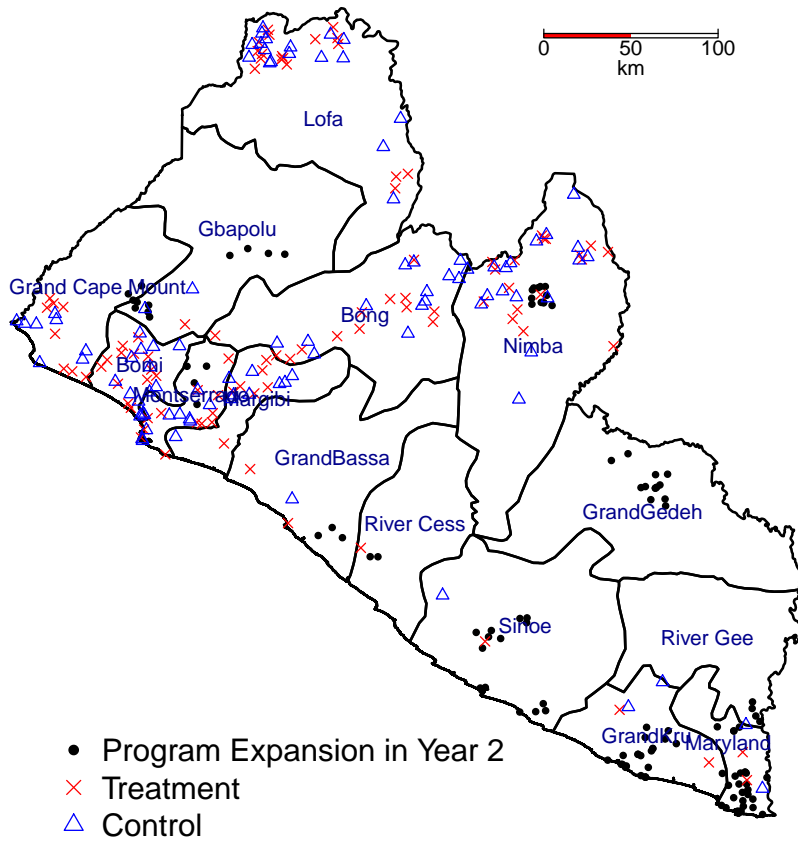 0 50 100
km
Lofa
Gbapolu
Grand Cape Mount
Bong
Nimba
Bomi
Montserrado
Margibi
GrandBassa
GrandGedeh
River Cess
Sinoe
River Gee
GrandKru
Maryland
Program Expansion in Year 2
Treatment
Control